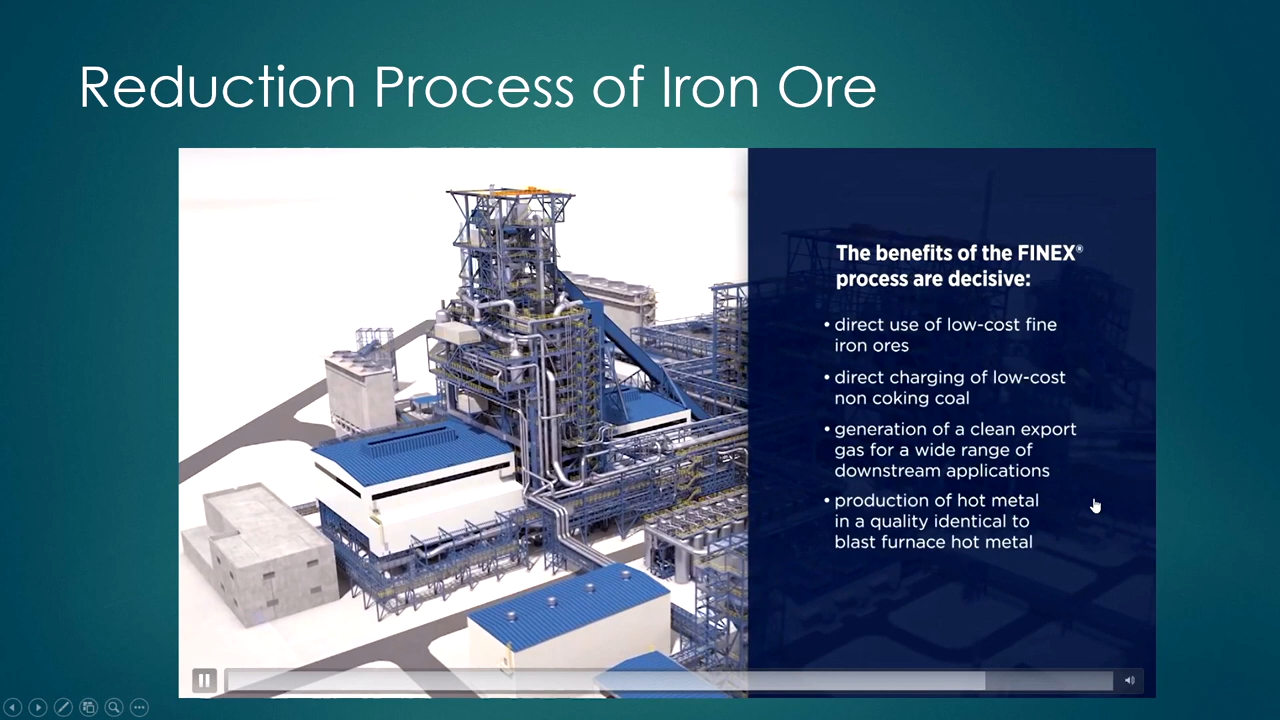 Reduction Process of Iron Ore
The benefits of the FINEX®
process are decisive:
• direct use of low-cost fine
iron ores
• direct charging of low-cost
non coking coal
• generation of a clean export
gas for a wide range of
downstream applications
• production of hot metal
in a quality identical to
blast furnace hot metal